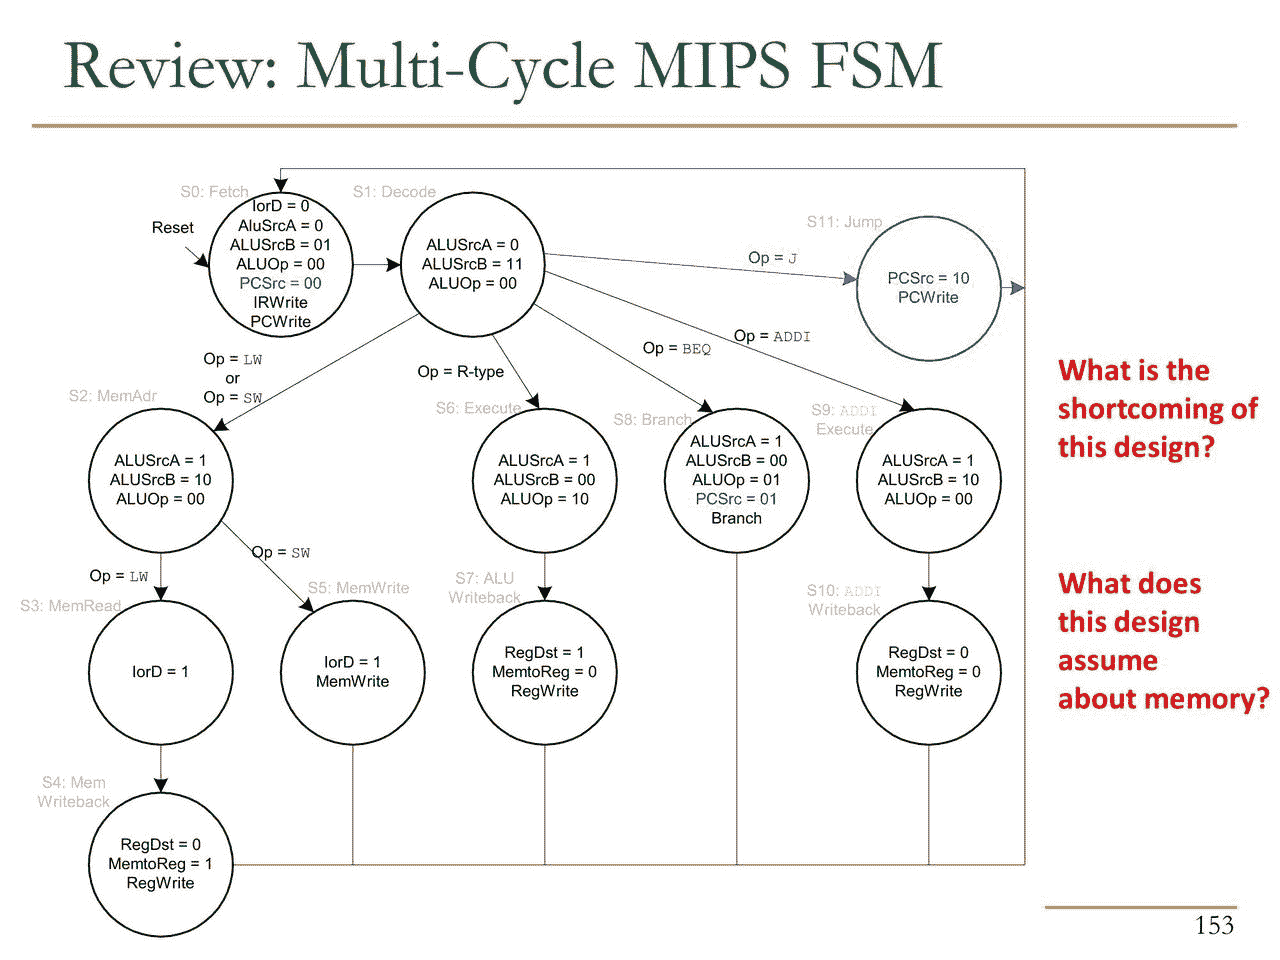 Review: Multi-Cycle MIPS FSM
S0: Fetch
S1: Decode
Reset
IorD = 0
AluSrcA = 0
ALUSrcB = 01
ALUOp = 00
PCSrc = 00
IRWrite
PCWrite
ALUSrcA = 0
ALUSrcB = 11
ALUOp = 00
S11: Jump
Op = J
PCSrc = 10
PCWrite
Op = LW
or
Op = SW
Op = R-type
Op = BEQ
Op = ADDI
S2: MemAdr
ALUSrcA = 1
ALUSrcB = 10
ALUOp = 00
S6: Execute
ALUSrcA = 1
ALUSrcB = 00
ALUOp = 10
S8: Branch
ALUSrcA = 1
ALUSrcB = 00
ALUOp = 01
PCSrc = 01
Branch
S9: ADDI
Execute
ALUSrcA = 1
ALUSrcB = 10
ALUOp = 00
What is the
shortcoming of
this design?
Op = LW
Op = SW
S3: MemRead
IorD = 1
S5: MemWrite
IorD = 1
MemWrite
S7: ALU
Writeback
RegDst = 1
MemtoReg = 0
RegWrite
S10: ADDI
Writeback
RegDst = 0
MemtoReg = 0
RegWrite
What does
this design
assume
about memory?
S4: Mem
Writeback
RegDst = 0
MemtoReg = 1
RegWrite
153